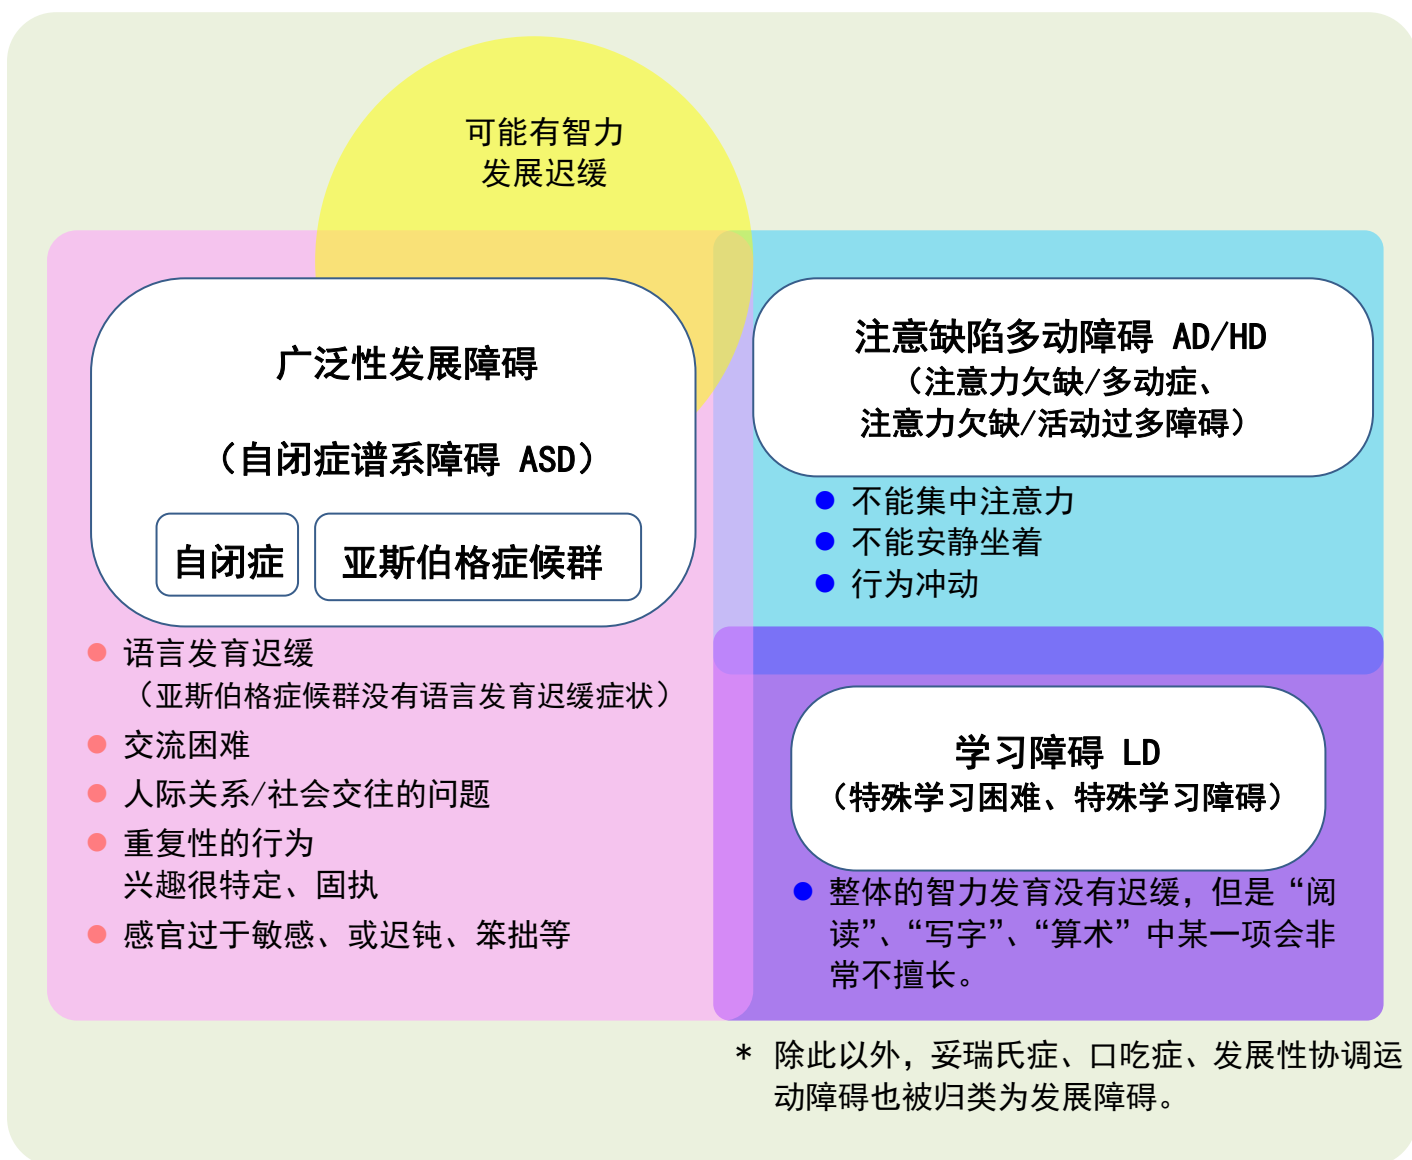 可能有智力
发展迟缓
广泛性发展障碍
（自闭症谱系障碍 ASD）
自闭症
亚斯伯格症候群
● 语言发育迟缓
（亚斯伯格症候群没有语言发育迟缓症状）
● 交流困难
● 人际关系/社会交往的问题
● 重复性的行为
兴趣很特定、固执
● 感官过于敏感、或迟钝、笨拙等
注意缺陷多动障碍 AD/HD
（注意力欠缺/多动症、
注意力欠缺/活动过多障碍）
● 不能集中注意力
● 不能安静坐着
● 行为冲动
学习障碍 LD
（特殊学习困难、特殊学习障碍）
● 整体的智力发育没有迟缓，但是“阅
读”、“写字”、“算术”中某一项会非
常不擅长。
* 除此以外，妥瑞氏症、口吃症、发展性协调运
动障碍也被归类为发展障碍。